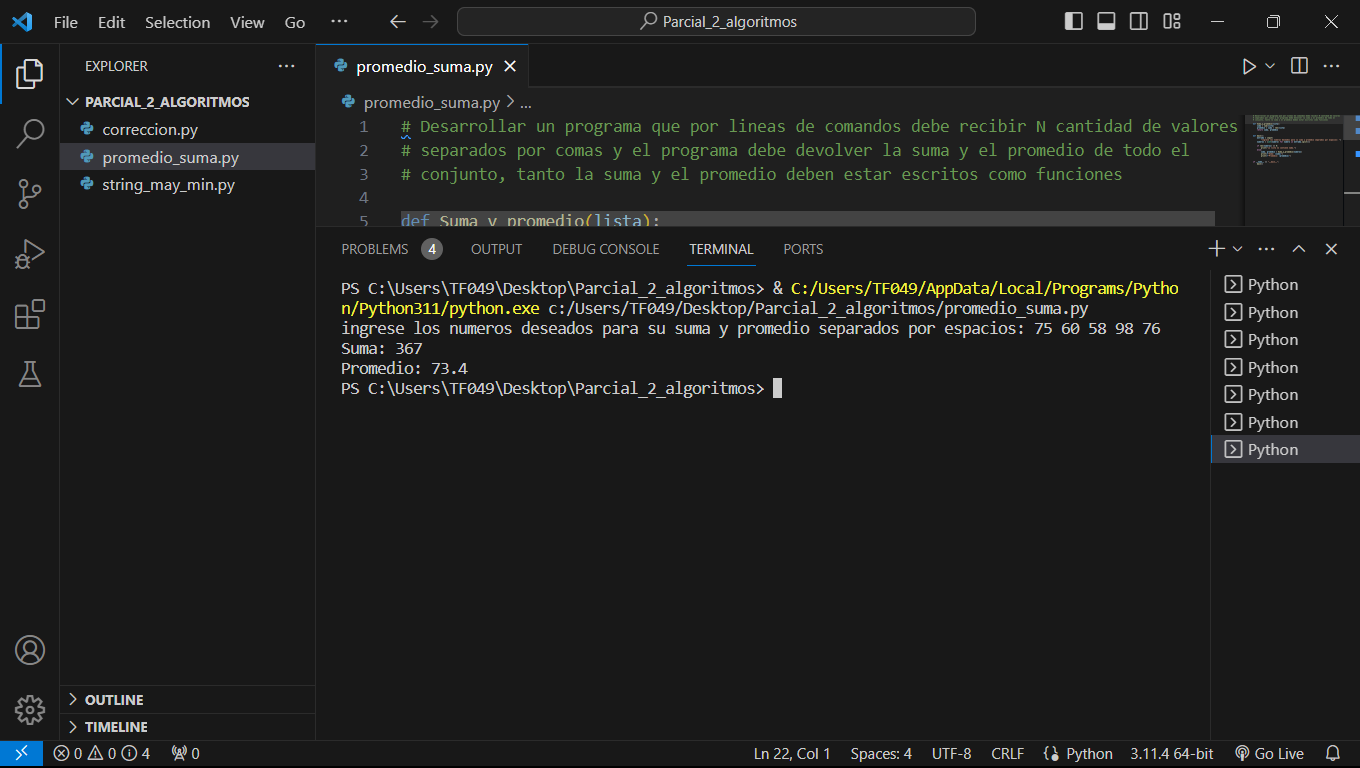 File Edit Selection View Go ··· Parcial_2_algoritmos
EXPLORER ···
promedio_suma.py
PARCIAL_2_ALGORITMOS
correccion.py
promedio_suma.py
string_may_min.py
promedio_suma.py > ...
1 # Desarrollar un programa que por lineas de comandos debe recibir N cantidad de valores
2 # separados por comas y el programa debe devolver la suma y el promedio de todo el
3 # conjunto, tanto la suma y el promedio deben estar escritos como funciones
4
5 def Suma_y_promedio(lista):
PROBLEMS 4 OUTPUT DEBUG CONSOLE TERMINAL PORTS
PS C:\Users\TF049\Desktop\Parcial_2_algoritmos> & C:/Users/TF049/AppData/Local/Programs/Pytho
n/Python311/python.exe c:/Users/TF049/Desktop/Parcial_2_algoritmos/promedio_suma.py
ingrese los numeros deseados para su suma y promedio separados por espacios: 75 60 58 98 76
Suma: 367
Promedio: 73.4
PS C:\Users\TF049\Desktop\Parcial_2_algoritmos>
Python
Python
Python
Python
Python
Python
Python
OUTLINE
TIMELINE
0 0 4 0 Ln 22, Col 1 Spaces: 4 UTF-8 CRLF Python 3.11.4 64-bit Go Live